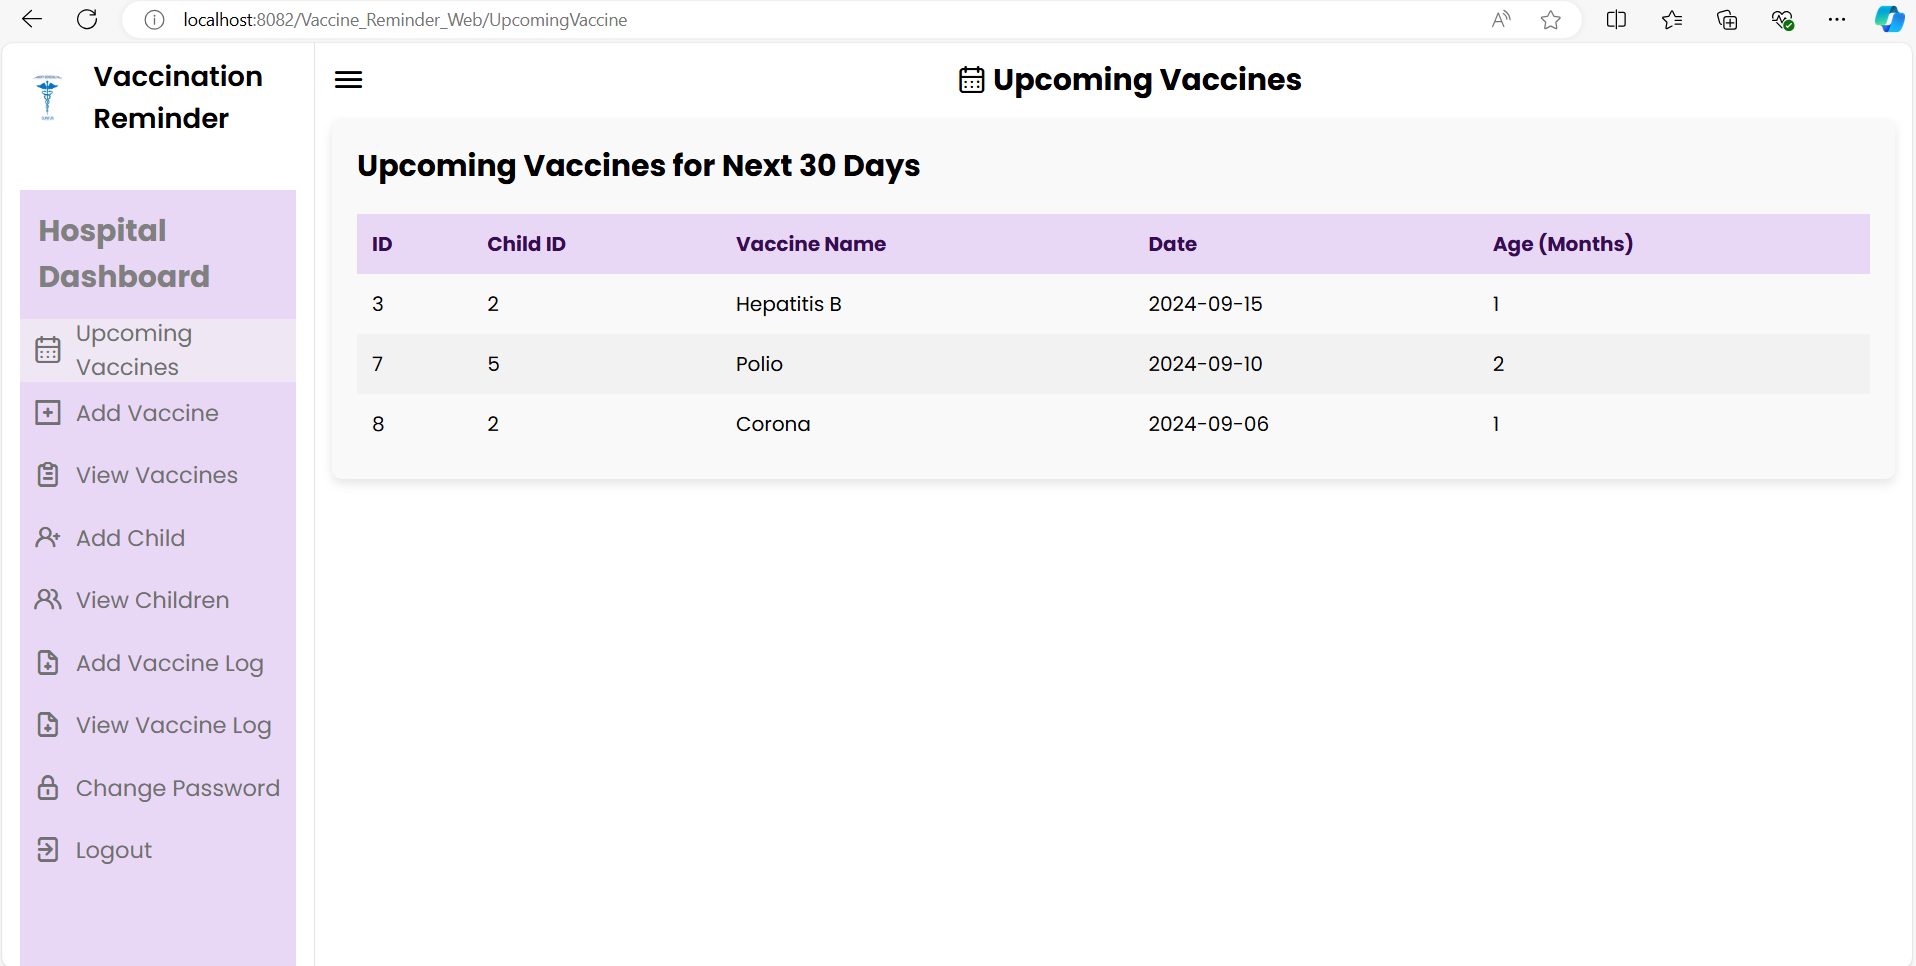 localhost:8082/Vaccine_Reminder_Web/UpcomingVaccine
Vaccination
Reminder
Upcoming Vaccines
Hospital
Dashboard
Upcoming
Vaccines
Add Vaccine
View Vaccines
Add Child
View Children
Add Vaccine Log
View Vaccine Log
Change Password
Logout
Upcoming Vaccines for Next 30 Days
ID Child ID Vaccine Name Date Age (Months)
3 2 Hepatitis B 2024-09-15 1
7 5 Polio 2024-09-10 2
8 2 Corona 2024-09-06 1